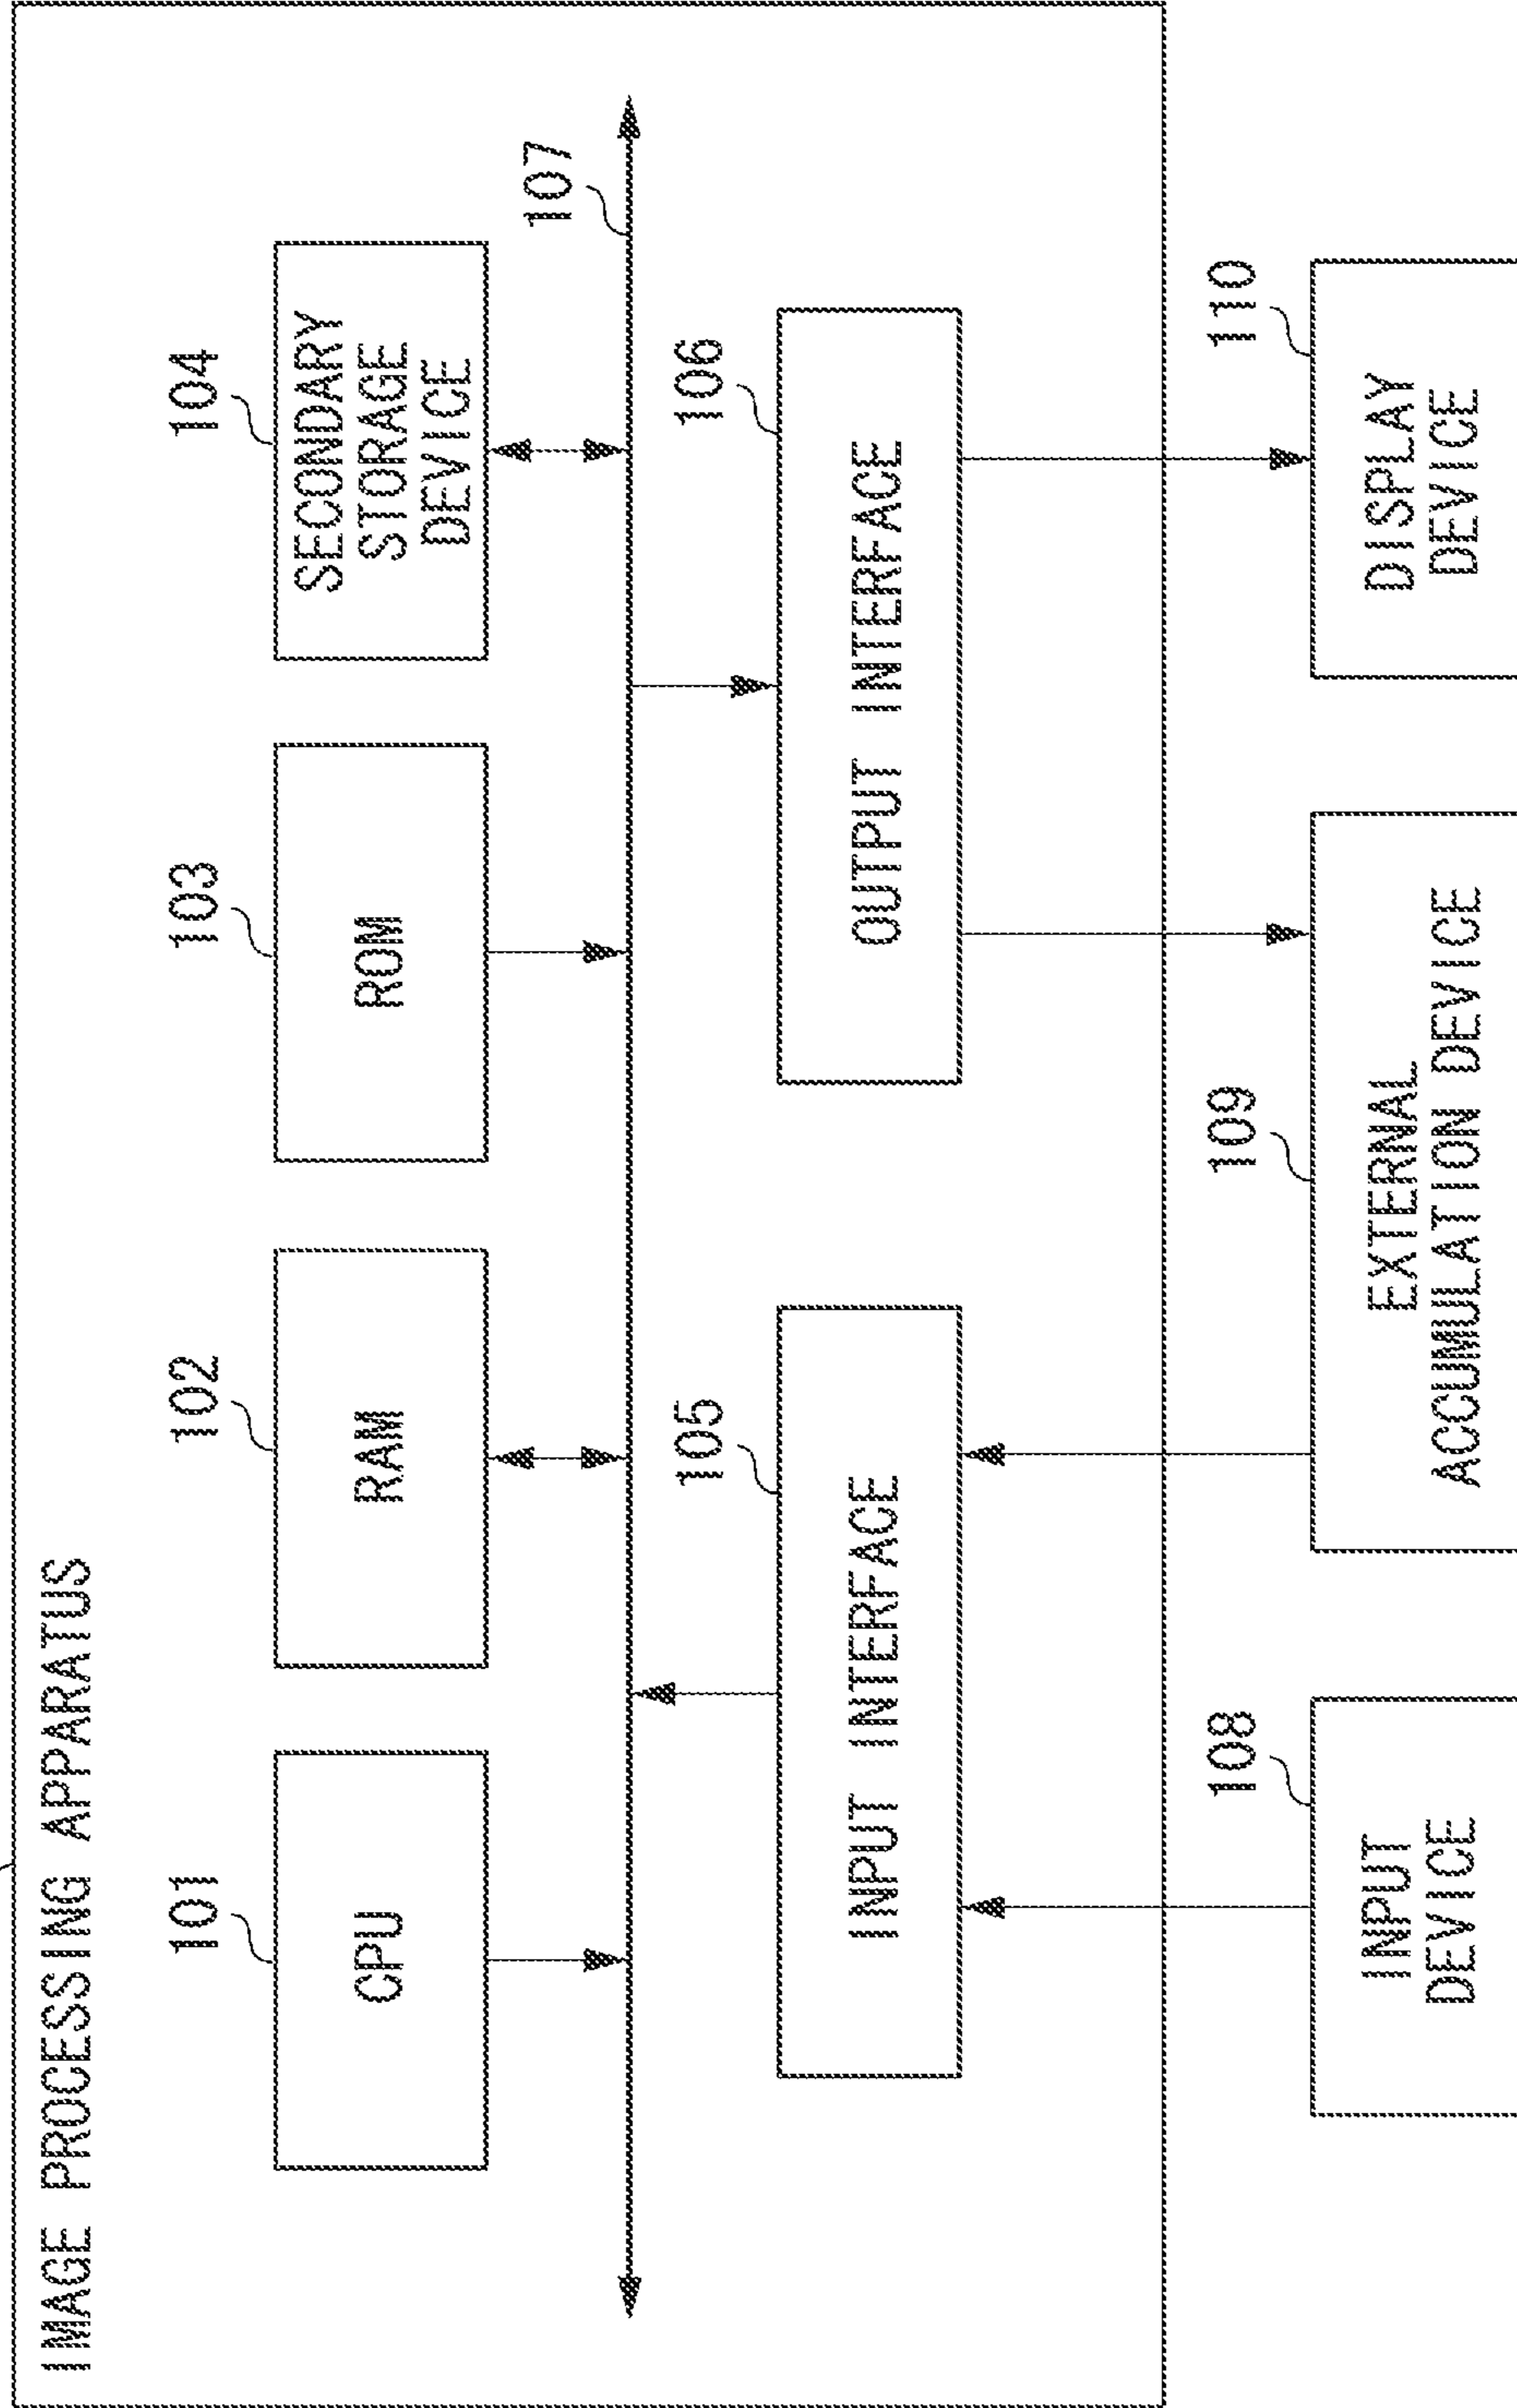 IMAGE PROCESSING APPARATUS
101
102
103
104
CPU
RAM
ROM
SECONDARY
STORAGE
DEVICE
107
105
106
INPUT INTERFACE
OUTPUT INTERFACE
108
109
110
INPUT
DEVICE
EXTERNAL
ACCUMULATION DEVICE
DISPLAY
DEVICE